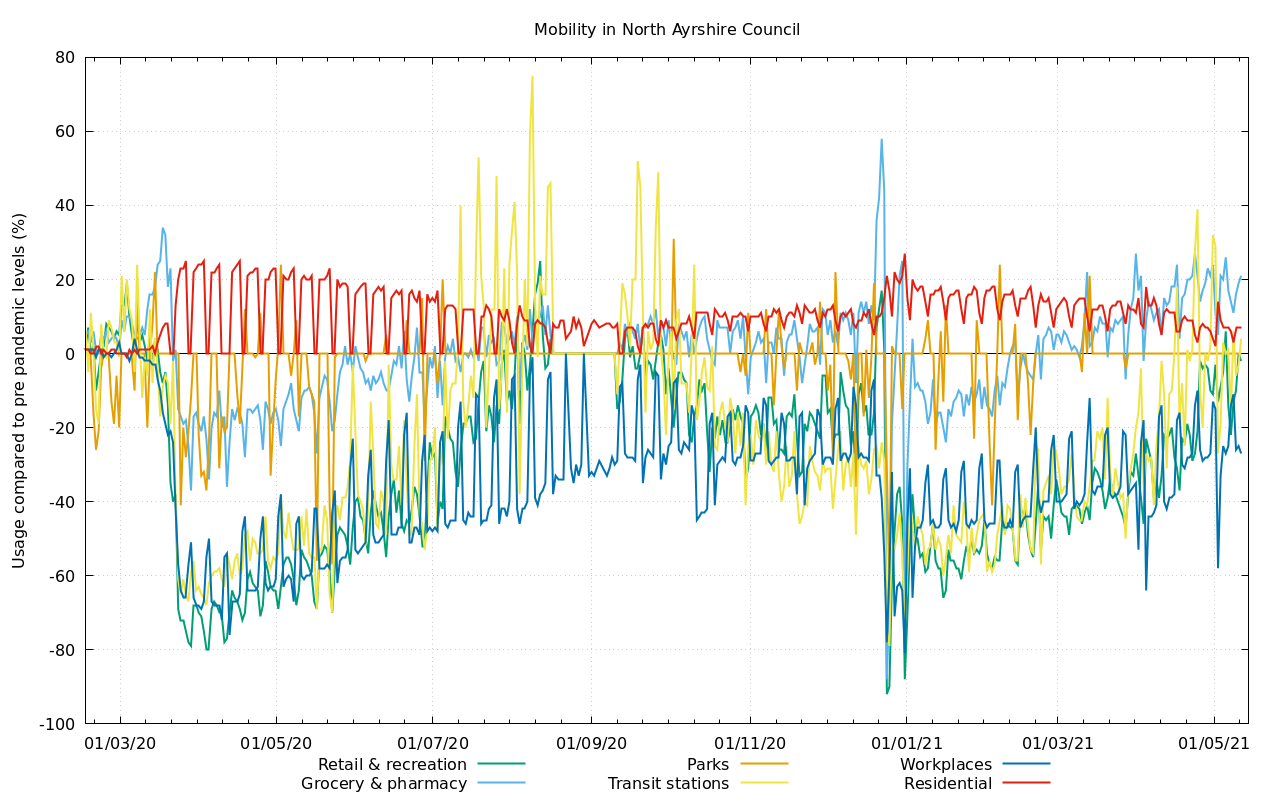 Mobility in North Ayrshire Council
Usage compared to pre pandemic levels (%)
80
60
40
20
0
-20
-40
-60
-80
-100
01/03/20 01/05/20 01/07/20 01/09/20 01/11/20 01/01/21 01/03/21 01/05/21
Retail & recreation Parks Workplaces
Grocery & pharmacy Transit stations Residential